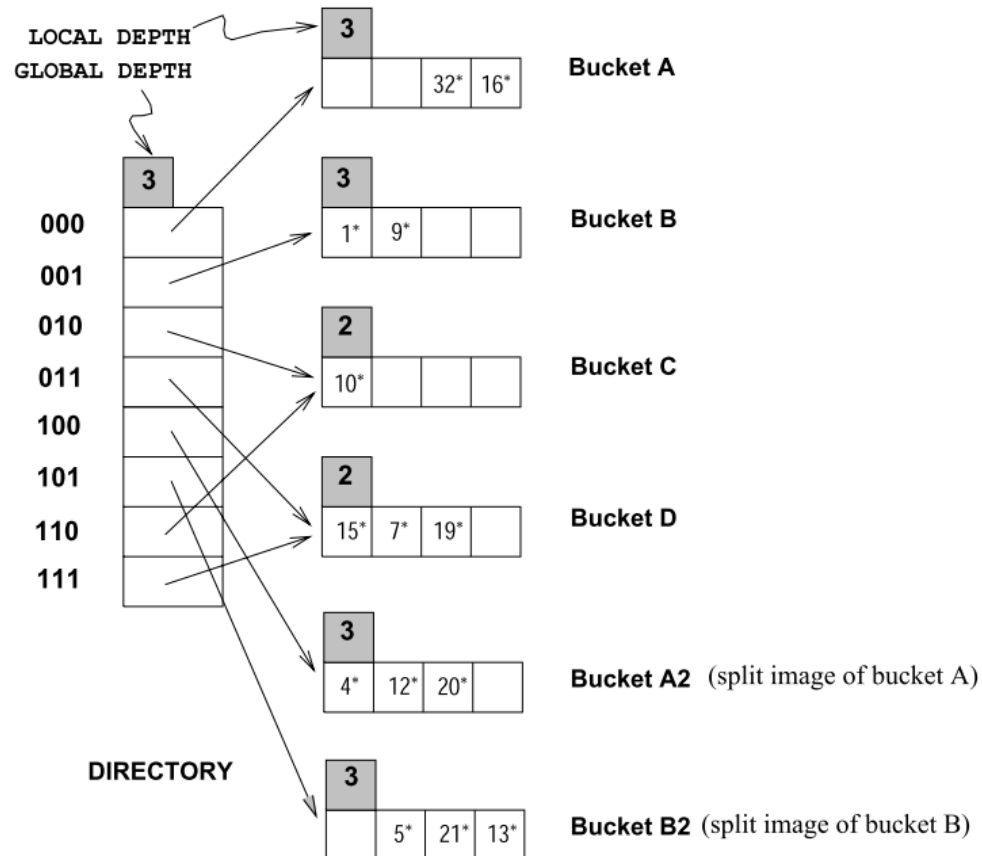 LOCAL DEPTH
GLOBAL DEPTH
3
32* 16*
Bucket A
3
000
001
010
011
100
101
110
111
DIRECTORY
3
1* 9*
Bucket B
2
10*
Bucket C
2
15* 7* 19*
Bucket D
3
4* 12* 20*
Bucket A2 (split image of bucket A)
3
5* 21* 13*
Bucket B2 (split image of bucket B)